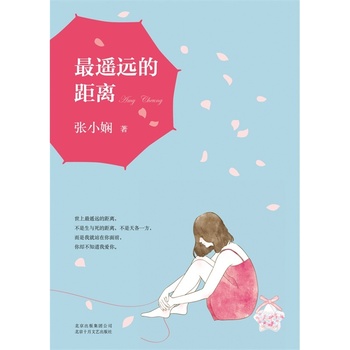 最遥远的
距离
Amy Cheung
张小娴 著
世上最遥远的距离，
不是生与死的距离，不是天各一方，
而是我就站在你面前，
你却不知道我爱你。
北京出版集团公司
北京十月文艺出版社